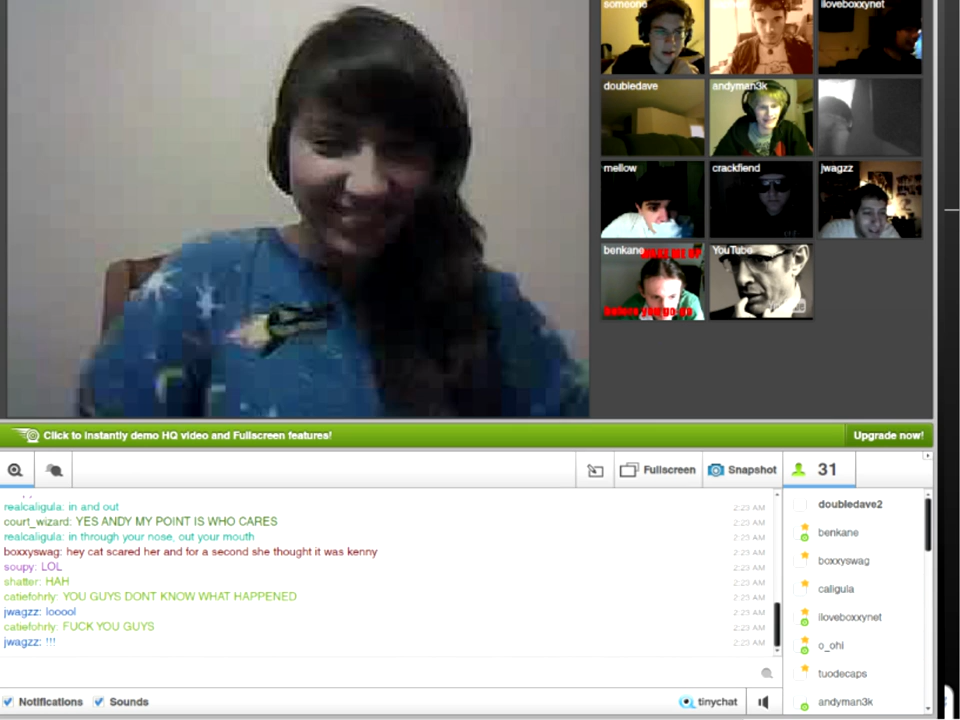 someone
iloveboxxynet
doubledave
andyman3k
mellow
crackfiend
jwagzz
benkane
YouTube
Click to instantly demo HQ video and Fullscreen features!
Upgrade now!
Fullscreen
Snapshot
31
realcaligula: in and out
court_wizard: YES ANDY MY POINT IS WHO CARES 2:23 AM
realcaligula: in through your nose, out your mouth 2:23 AM
boxxyswag: hey cat scared her and for a second she thought it was kenny 2:23 AM
soupy: LOL 2:23 AM
shatter: HAH 2:23 AM
catiefohrly: YOU GUYS DONT KNOW WHAT HAPPENED 2:23 AM
jwagzz: looool 2:23 AM
catiefohrly: FUCK YOU GUYS 2:23 AM
jwagzz: !!! 2:23 AM
doubledave2
benkane
boxxyswag
caligula
iloveboxxynet
o_ohi
tuodecaps
andyman3k
Notifications
Sounds
tinychat